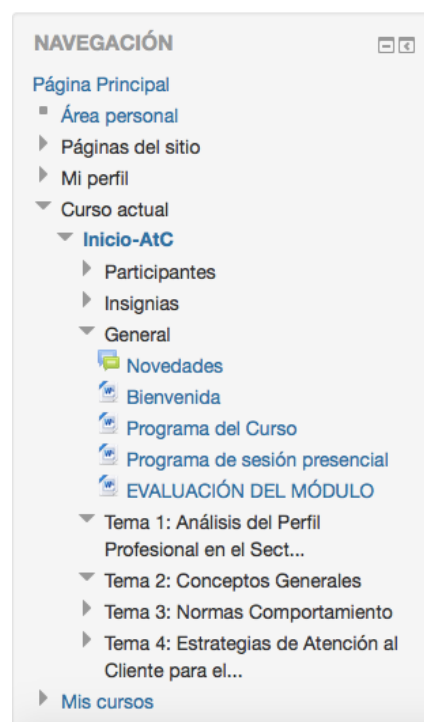 NAVEGACIÓN
Página Principal
Área personal
Páginas del sitio
Mi perfil
Curso actual
Inicio-AtC
Participantes
Insignias
General
Novedades
Bienvenida
Programa del Curso
Programa de sesión presencial
EVALUACIÓN DEL MÓDULO
Tema 1: Análisis del Perfil
Profesional en el Sect...
Tema 2: Conceptos Generales
Tema 3: Normas Comportamiento
Tema 4: Estrategias de Atención al
Cliente para el...
Mis cursos